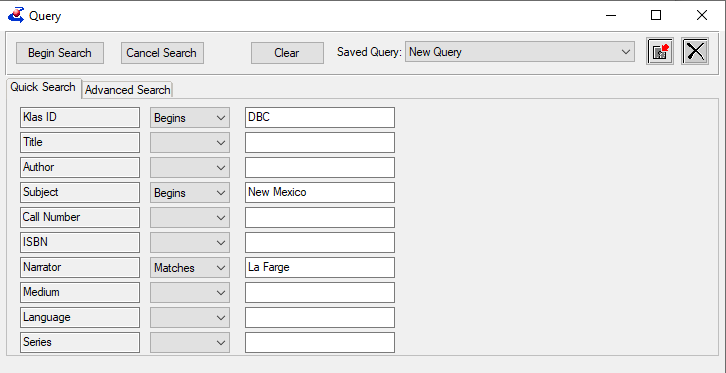 Query
Begin Search Cancel Search Clear Saved Query: New Query
Quick Search Advanced Search
Klas ID Begins DBC
Title
Author
Subject Begins New Mexico
Call Number
ISBN
Narrator Matches La Farge
Medium
Language
Series